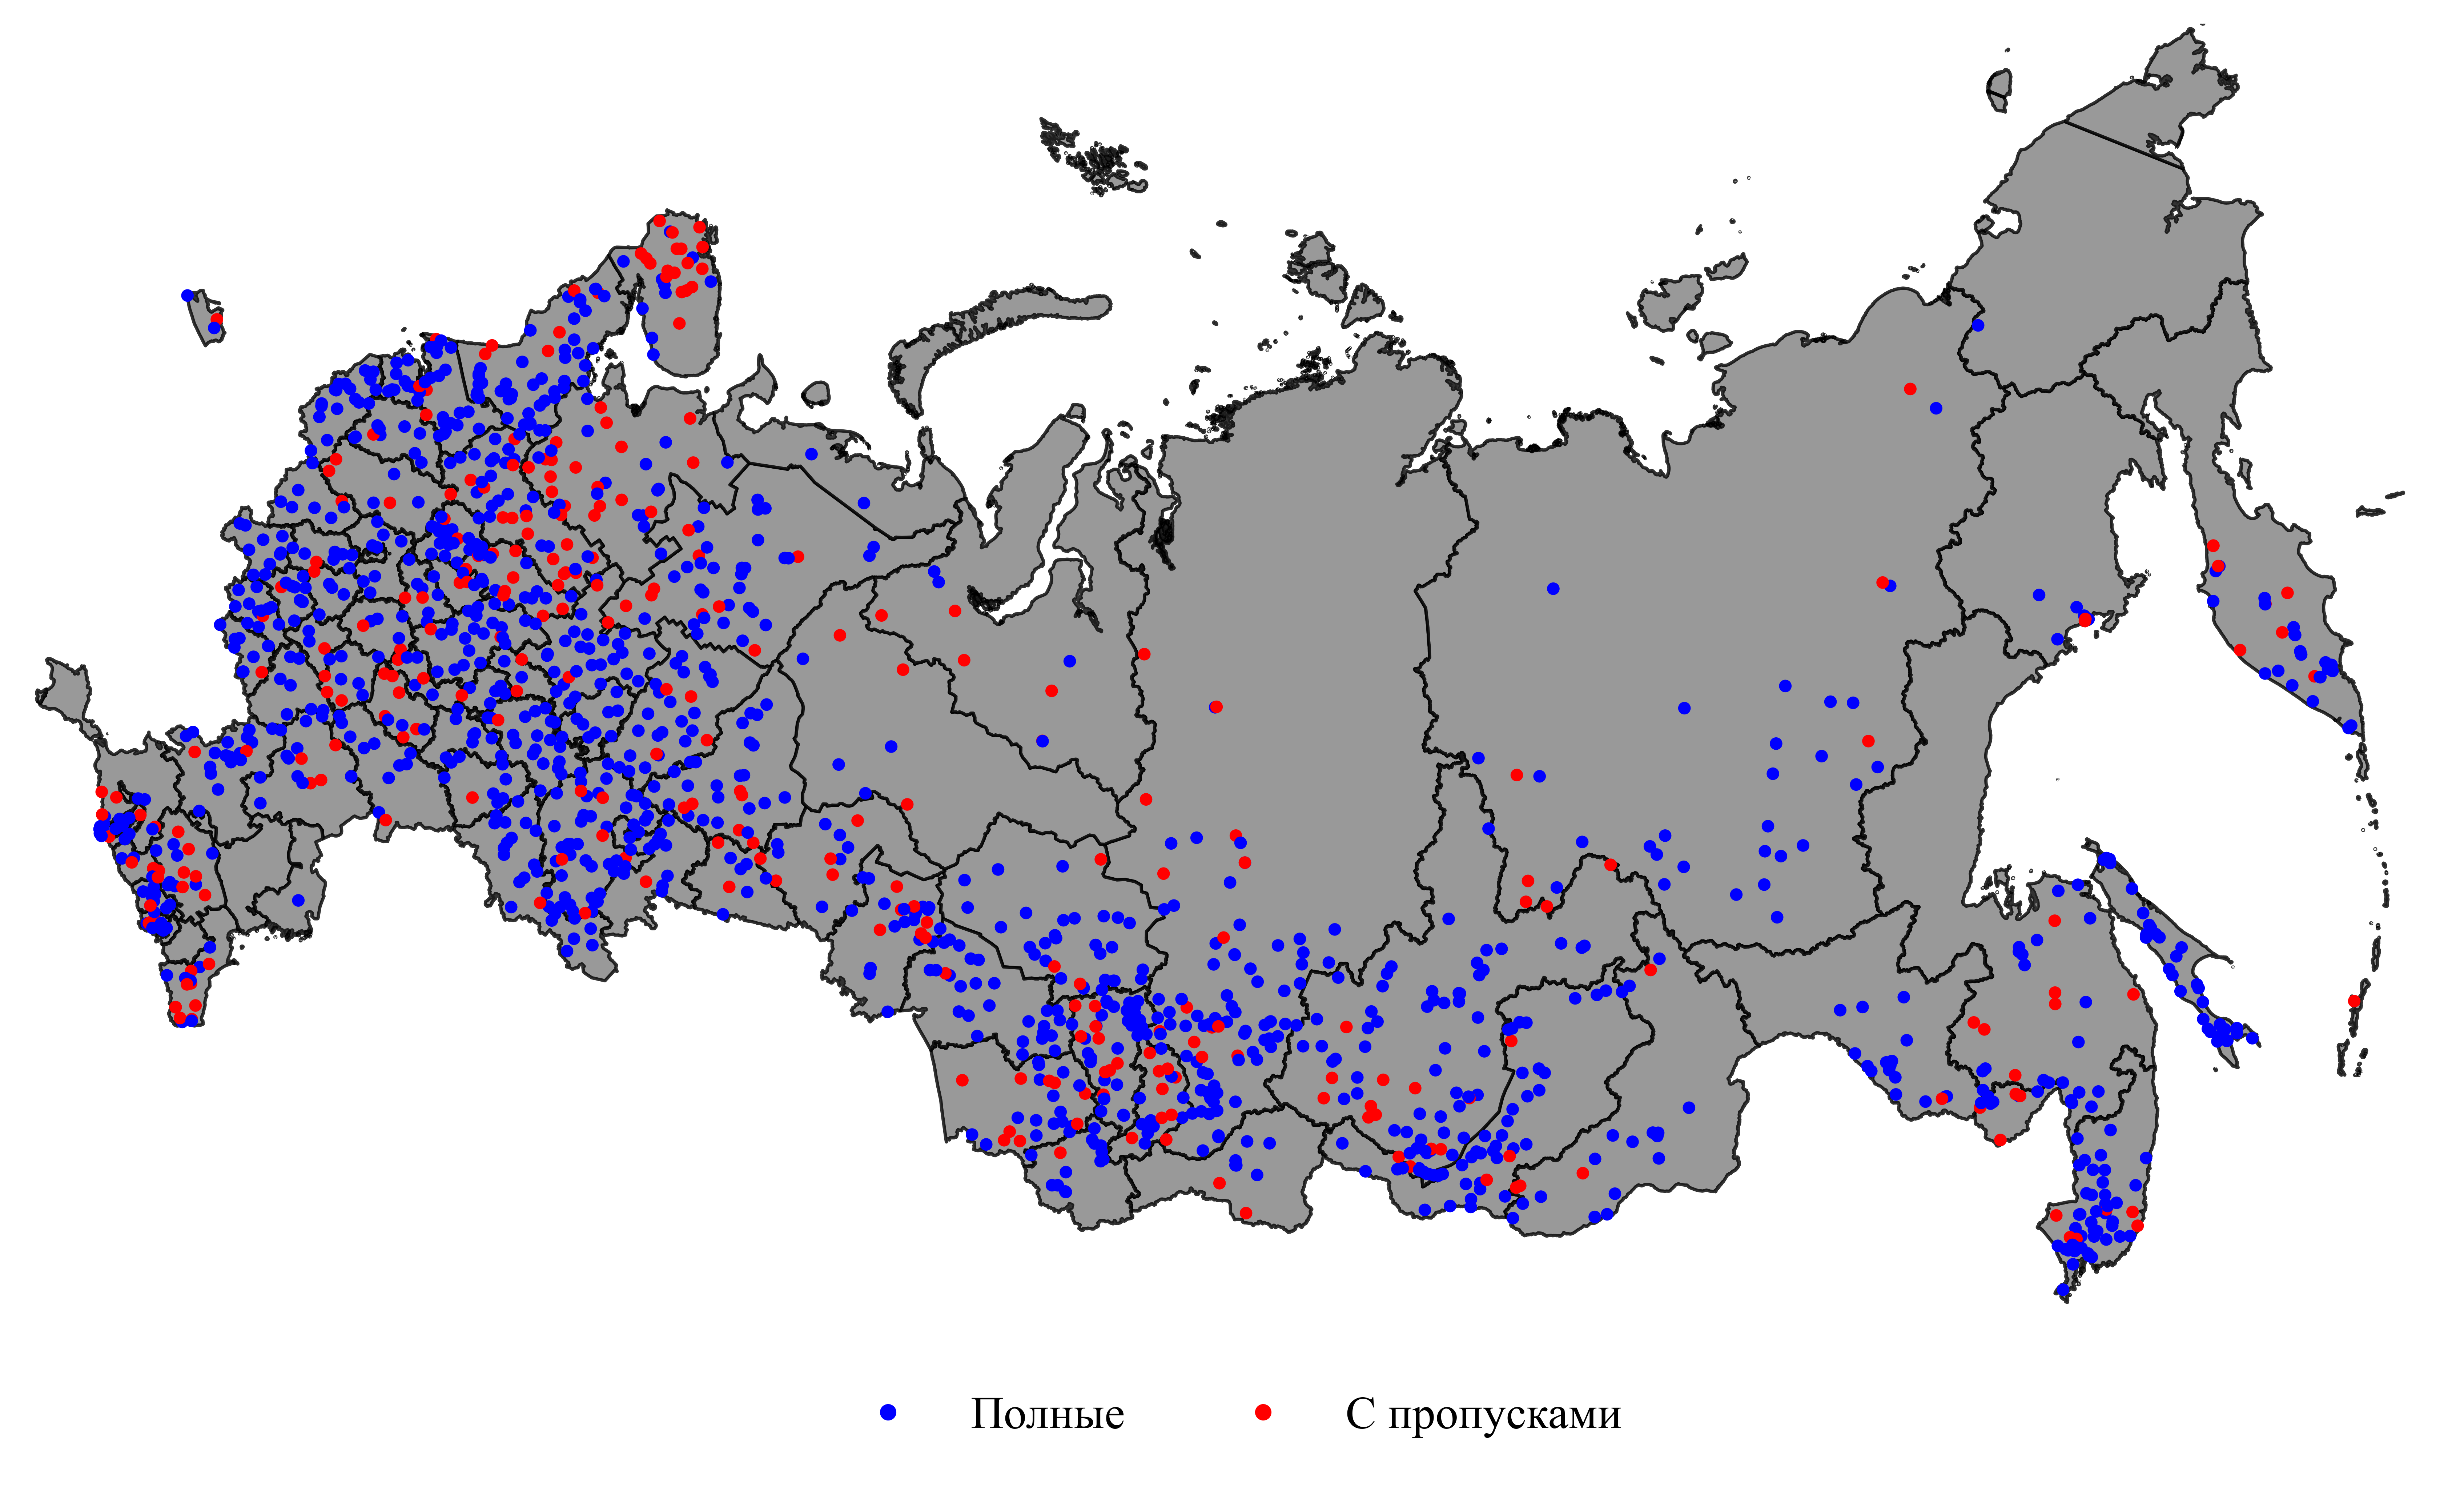 Полные С пропусками